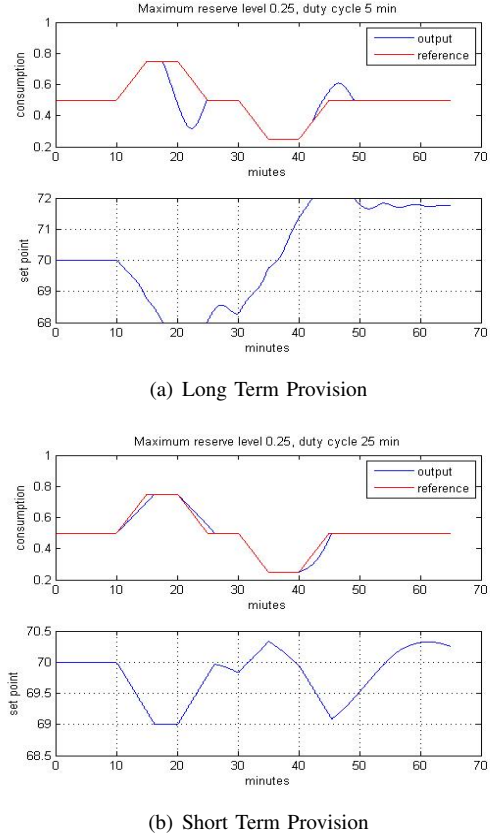 Maximum reserve level 0.25, duty cycle 5 min
1
0.8
0.6
0.4
0.2
consumption
output
reference
0 10 20 30 40 50 60 70
miutes
72
71
70
69
68
set point
0 10 20 30 40 50 60 70
minutes
(a) Long Term Provision
Maximum reserve level 0.25, duty cycle 25 min
1
0.8
0.6
0.4
0.2
consumption
output
reference
0 10 20 30 40 50 60 70
miutes
70.5
70
69.5
69
68.5
set point
0 10 20 30 40 50 60 70
minutes
(b) Short Term Provision